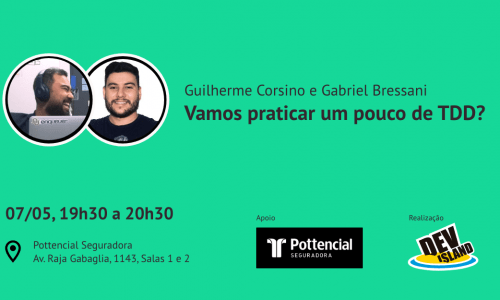 Guilherme Corsino e Gabriel Bressani
Vamos praticar um pouco de TDD?
07/05, 19h30 a 20h30
Pottencial Seguradora
Av. Raja Gabaglia, 1143, Salas 1 e 2
Apoio
Pottencial
SEGURADORA
Realização
DEV
ISLAND